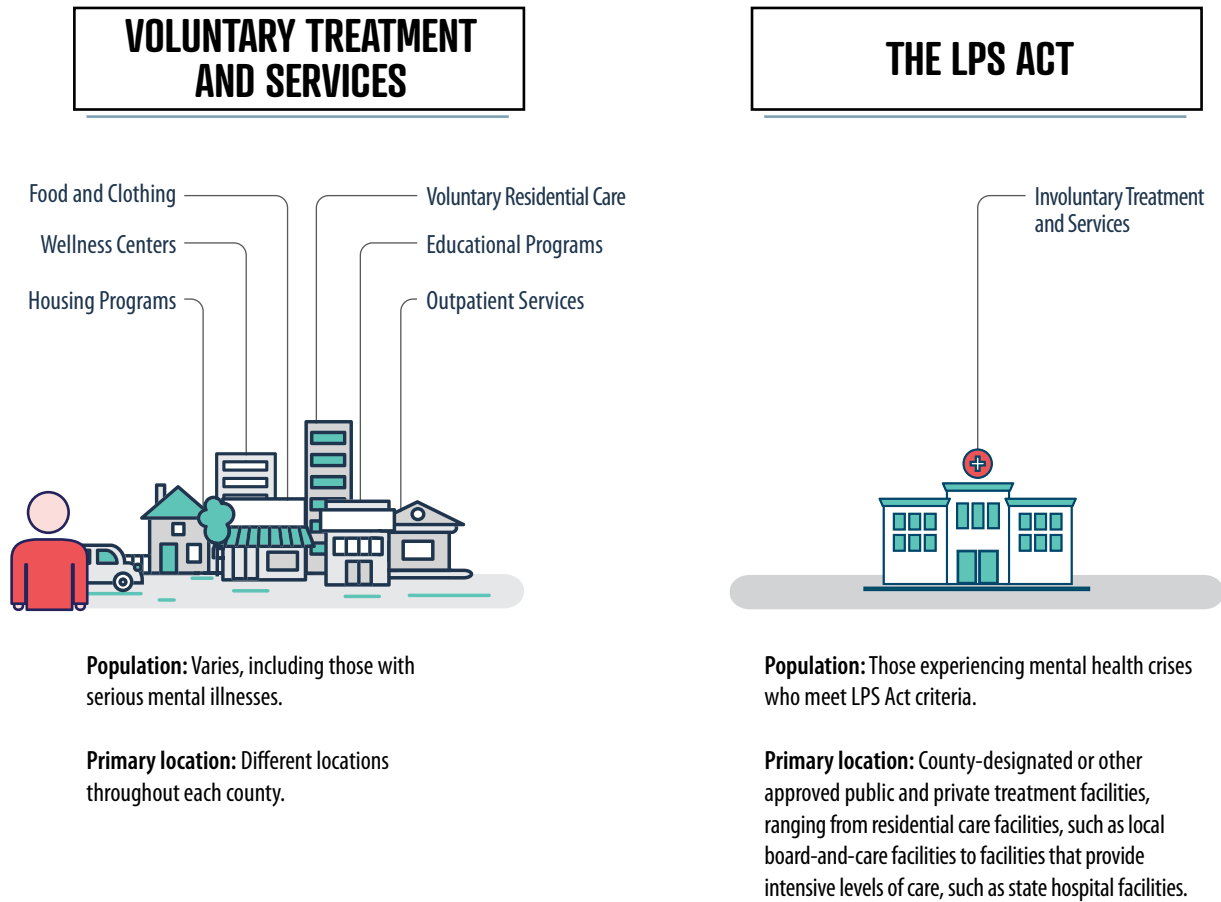 VOLUNTARY TREATMENT
AND SERVICES
Food and Clothing
Wellness Centers
Housing Programs
Voluntary Residential Care
Educational Programs
Outpatient Services
Population: Varies, including those with
serious mental illnesses.
Primary location: Different locations
throughout each county.
THE LPS ACT
Involuntary Treatment
and Services
Population: Those experiencing mental health crises
who meet LPS Act criteria.
Primary location: County-designated or other
approved public and private treatment facilities,
ranging from residential care facilities, such as local
board-and-care facilities to facilities that provide
intensive levels of care, such as state hospital facilities.